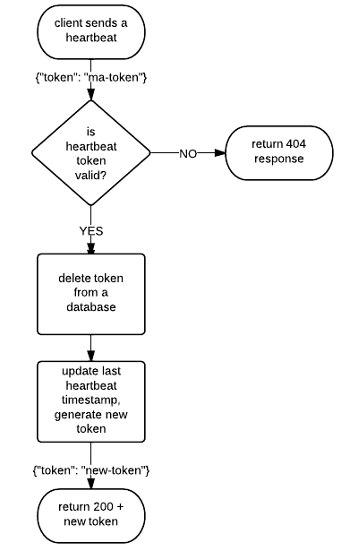 client sends a
heartbeat
{"token": "ma-token"}
is
heartbeat
token
valid?
NO
return 404
response
YES
delete token
from a
database
update last
heartbeat
timestamp,
generate new
token
{"token": "new-token"}
return 200 +
new token